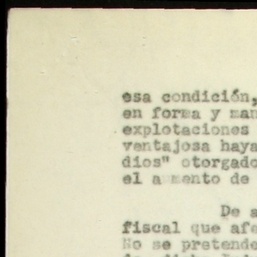 esa condición,
en forma y man
explotaciones
ventajosa haya
dios" otorgado
el a mento de
De a
fiscal que afe
No se pretende